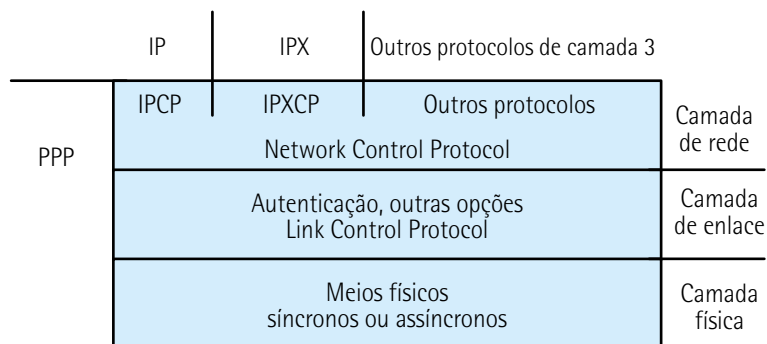 IP IPX Outros protocolos de camada 3
IPCP IPXCP Outros protocolos
Network Control Protocol
Camada
de rede
PPP
Autenticação, outras opções
Link Control Protocol
Camada
de enlace
Meios físicos
síncronos ou assíncronos
Camada
física